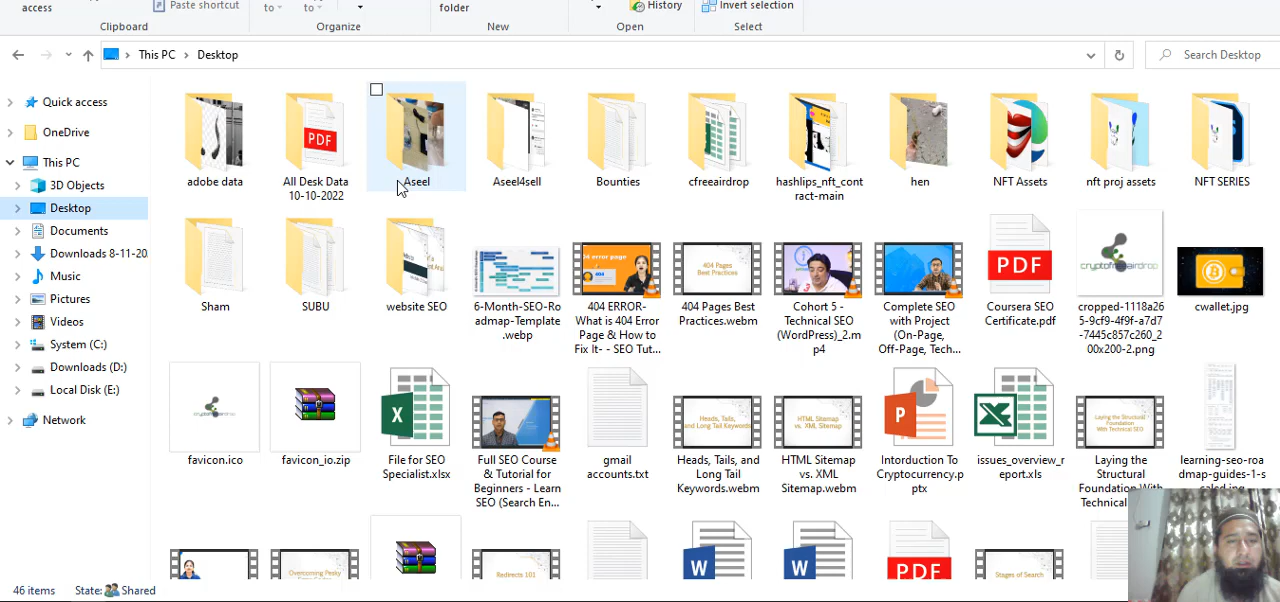 access
Paste shortcut
to
to
folder
History
Invert selection
Clipboard
Organize
New
Open
Select
This PC
Desktop
Search Desktop
Quick access
OneDrive
This PC
3D Objects
Desktop
Documents
Downloads 8-11-20
Music
Pictures
Videos
System (C:)
Downloads (D:)
Local Disk (E:)
Network
adobe data
All Desk Data
10-10-2022
Aseel
Aseel4sell
Bounties
cfreeairdrop
hashlips_nft_cont
ract-main
hen
NFT Assets
nft proj assets
NFT SERIES
Sham
SUBU
website SEO
6-Month-SEO-Ro
admap-Template
.webp
404 ERROR-
What is 404 Error
Page & How to
Fix It- - SEO Tut...
404 Pages Best
Practices.webm
Cohort 5 -
Technical SEO
(WordPress)_2.m
p4
Complete SEO
with Project
(On-Page,
Off-Page, Tech...
Coursera SEO
Certificate.pdf
cropped-1118a26
5-9cf9-4f9f-a7d7
-7445c857c260_2
00x200-2.png
cwallet.jpg
favicon.ico
favicon_io.zip
File for SEO
Specialist.xlsx
Full SEO Course
& Tutorial for
Beginners - Learn
SEO (Search En...
gmail
accounts.txt
Heads, Tails, and
Long Tail
Keywords.webm
HTML Sitemap
vs. XML
Sitemap.webm
Intorduction To
Cryptocurrency.p
ptx
issues_overview_r
eport.xls
Laying the
Structural
Foundation With
Technical
learning-seo-roa
dmap-guides-1-s
46 items
State:
Shared